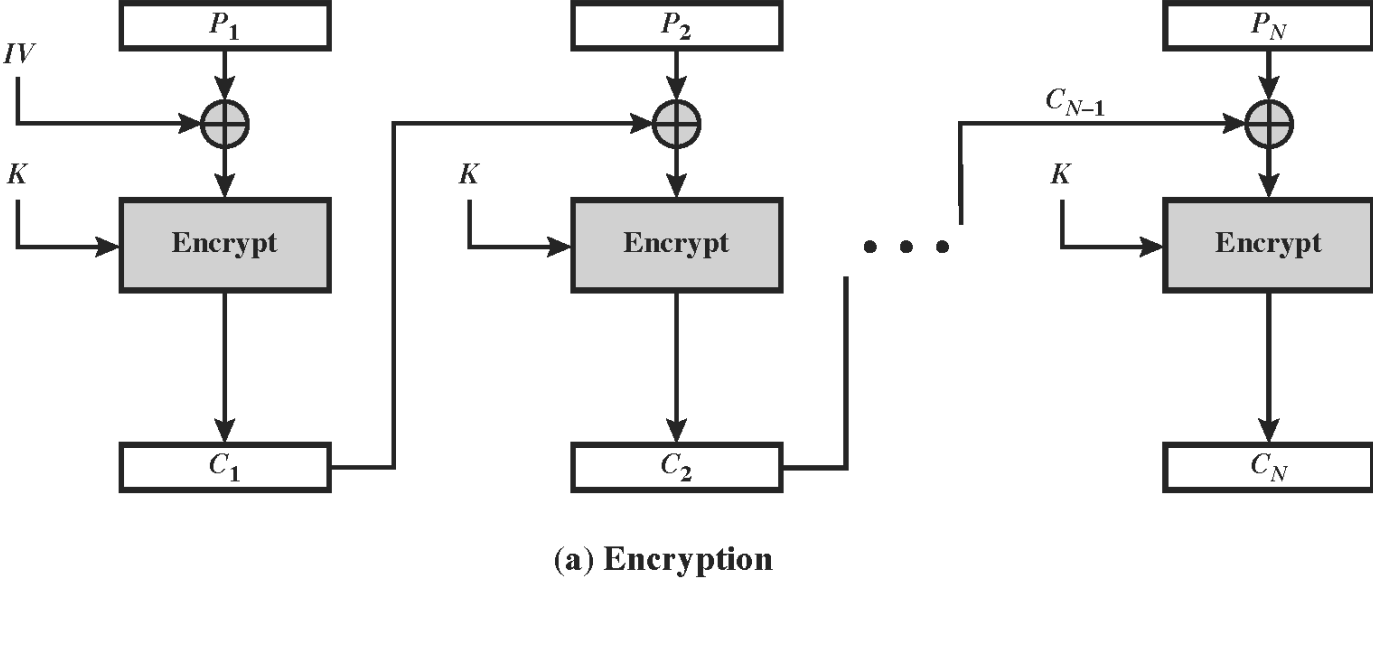 P1 P2 PN
IV
CN–1
K K K
Encrypt Encrypt Encrypt
C1 C2 CN
(a) Encryption